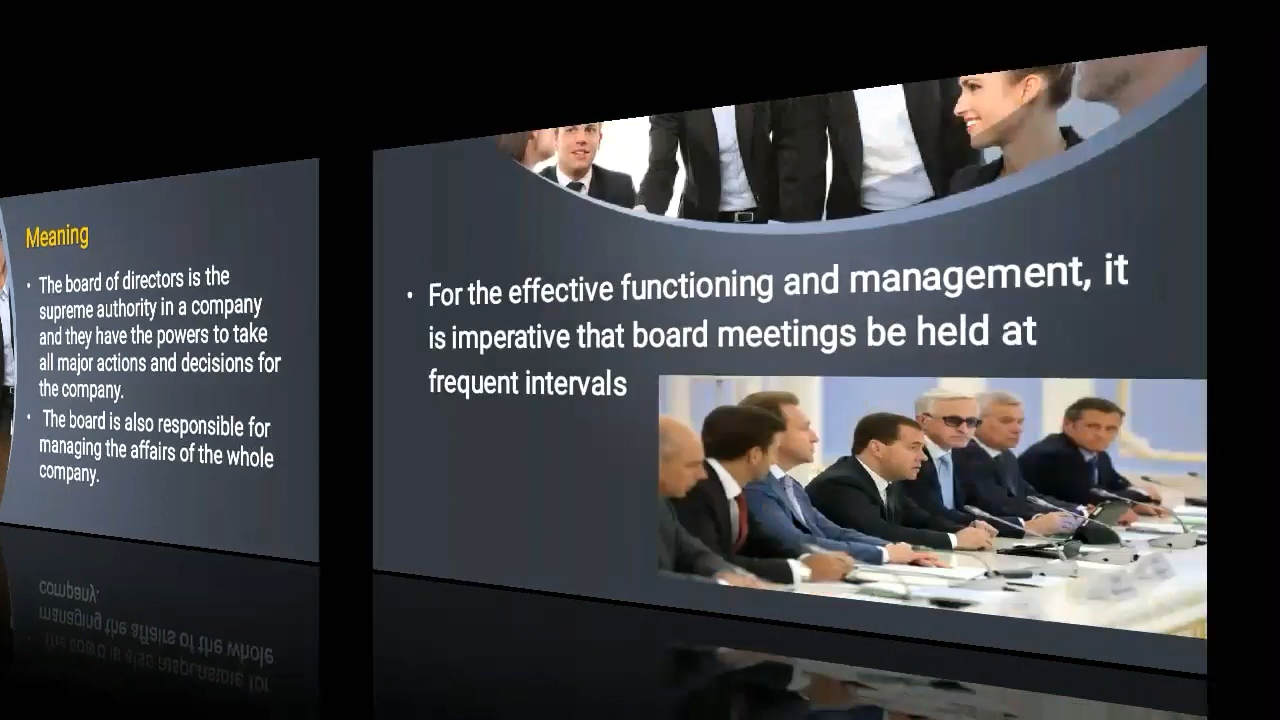 Meaning
• The board of directors is the
supreme authority in a company
and they have the powers to take
all major actions and decisions for
the company.
• The board is also responsible for
managing the affairs of the whole
company.
• For the effective functioning and management, it
is imperative that board meetings be held at
frequent intervals